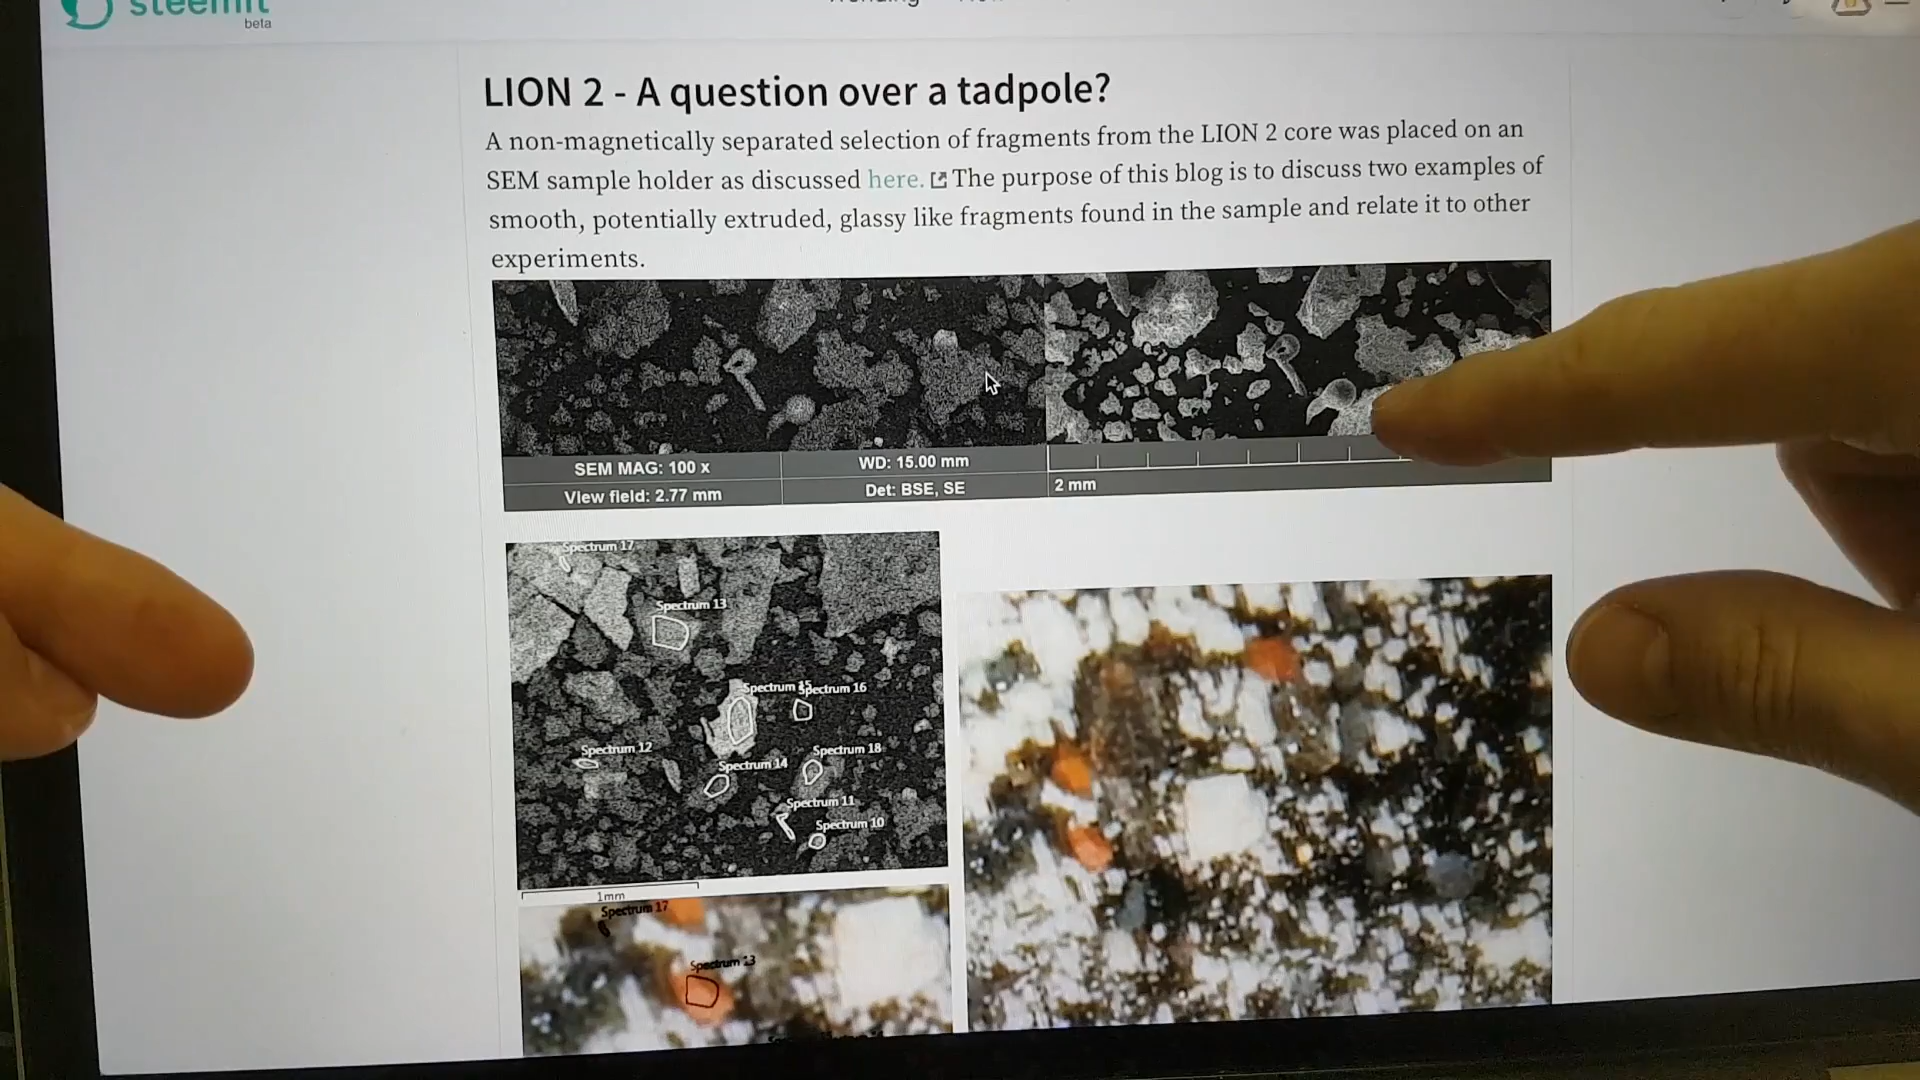 steemit
beta
LION 2 - A question over a tadpole?
A non-magnetically separated selection of fragments from the LION 2 core was placed on an
SEM sample holder as discussed here. The purpose of this blog is to discuss two examples of
smooth, potentially extruded, glassy like fragments found in the sample and relate it to other
experiments.
SEM MAG: 100 x
WD: 15.00 mm
View field: 2.77 mm
Det: BSE, SE
2 mm
Spectrum 17
Spectrum 13
Spectrum 15
Spectrum 16
Spectrum 12
Spectrum 18
Spectrum 14
Spectrum 11
Spectrum 10
1mm
Spectrum 17
Spectrum 13